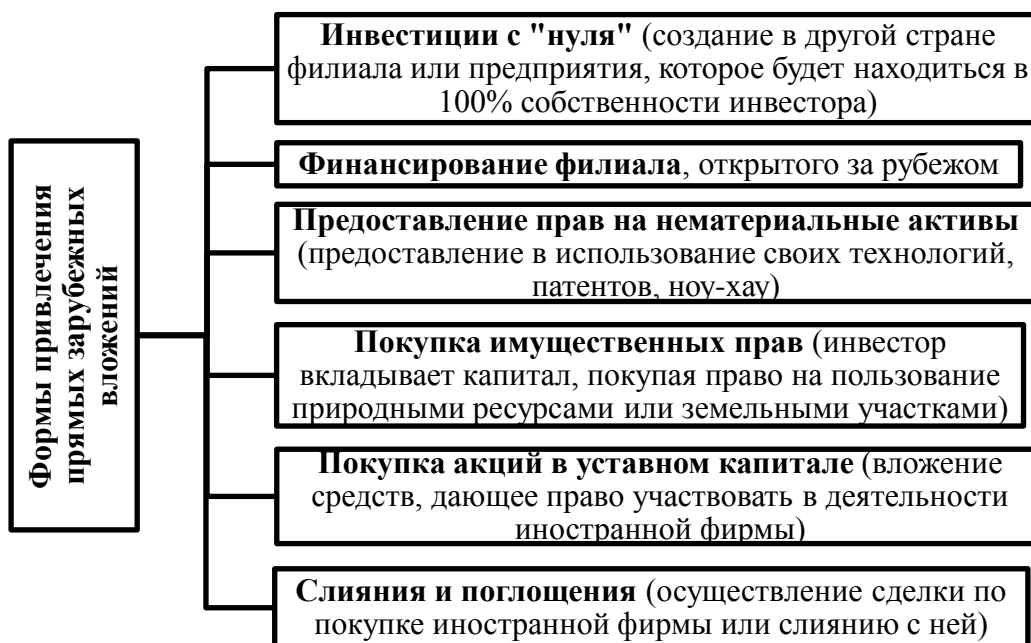 Формы привлечения
прямых зарубежных
вложений
Инвестиции с "нуля" (создание в другой стране
филиала или предприятия, которое будет находиться в
100% собственности инвестора)
Финансирование филиала, открытого за рубежом
Предоставление прав на нематериальные активы
(предоставление в использование своих технологий,
патентов, ноу-хау)
Покупка имущественных прав (инвестор
вкладывает капитал, покупая право на пользование
природными ресурсами или земельными участками)
Покупка акций в уставном капитале (вложение
средств, дающее право участвовать в деятельности
иностранной фирмы)
Слияния и поглощения (осуществление сделки по
покупке иностранной фирмы или слиянию с ней)